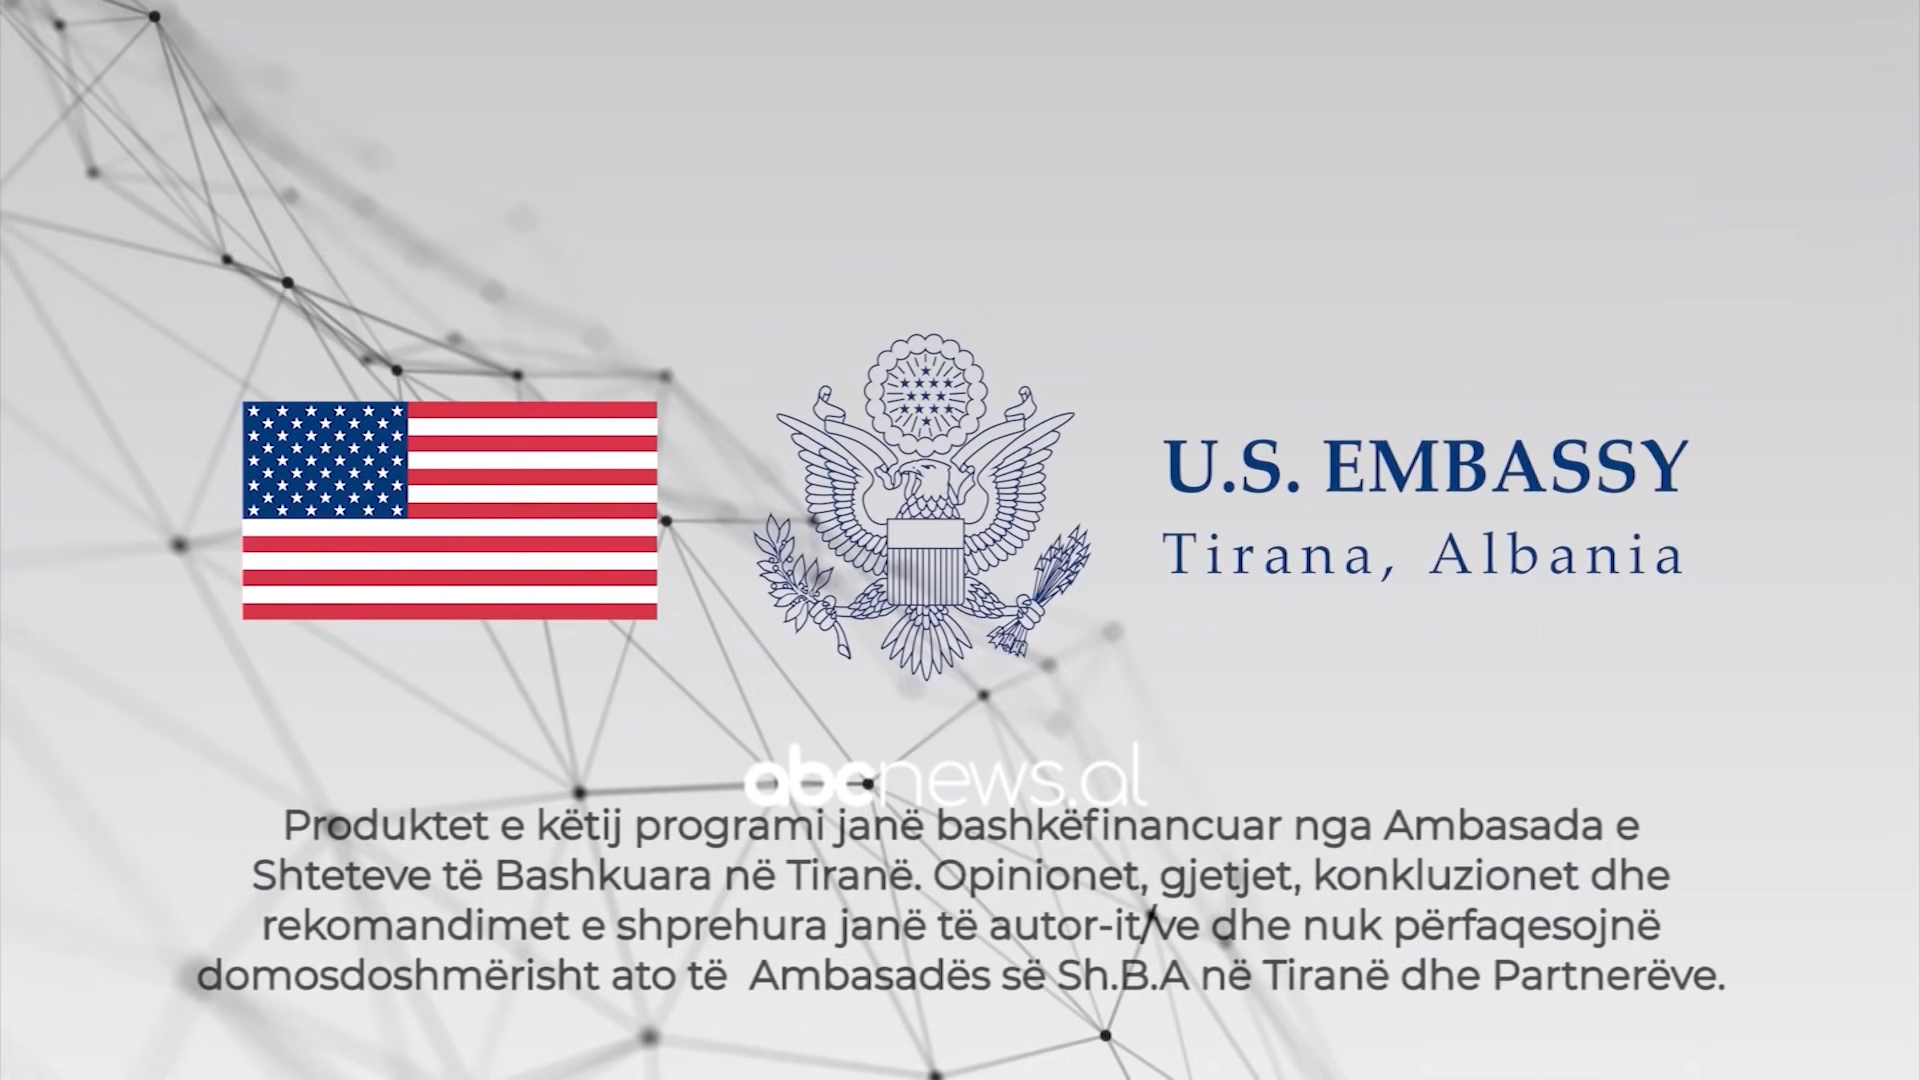 U.S. EMBASSY
Tirana, Albania
abcnews.al
Produktet e këtij programi janë bashkëfinancuar nga Ambasada e
Shteteve të Bashkuara në Tiranë. Opinionet, gjetjet, konkluzionet dhe
rekomandimet e shprehura janë të autor-it/ve dhe nuk përfaqesojnë
domosdoshmërisht ato të  Ambasadës së Sh.B.A në Tiranë dhe Partnerëve.